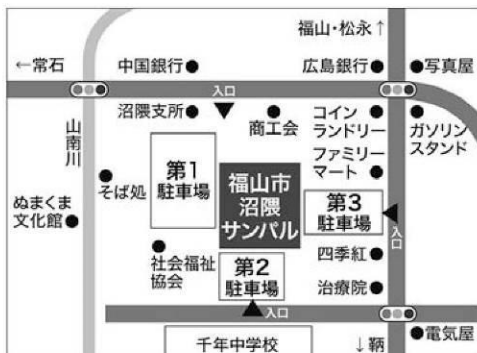 福山・松永↑
←常石
中国銀行
広島銀行
写真屋
入口
沼隈支所
商工会
コイン
ランドリー
ガソリン
スタンド
山南川
第1
駐車場
福山市
沼隈
サンパル
ファミリー
マート
そば処
第3
駐車場
入口
ぬまくま
文化館
社会福祉
協会
第2
駐車場
四季紅
治療院
入口
千年中学校
↓鞆
電気屋